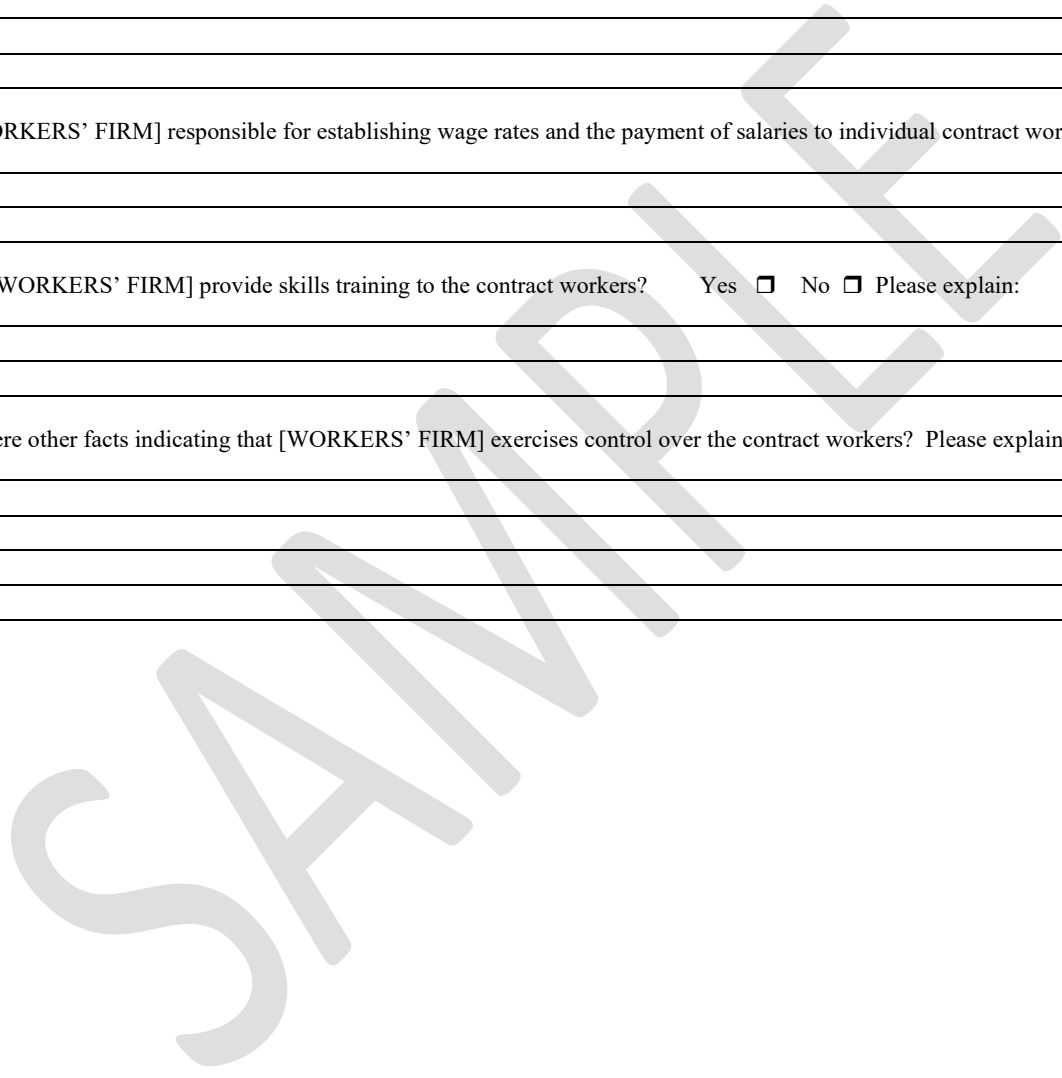 ORKERS’ FIRM] responsible for establishing wage rates and the payment of salaries to individual contract wor
WORKERS’ FIRM] provide skills training to the contract workers? Yes ❒ No ❒ Please explain:
ere other facts indicating that [WORKERS’ FIRM] exercises control over the contract workers? Please explain
SAMPLE